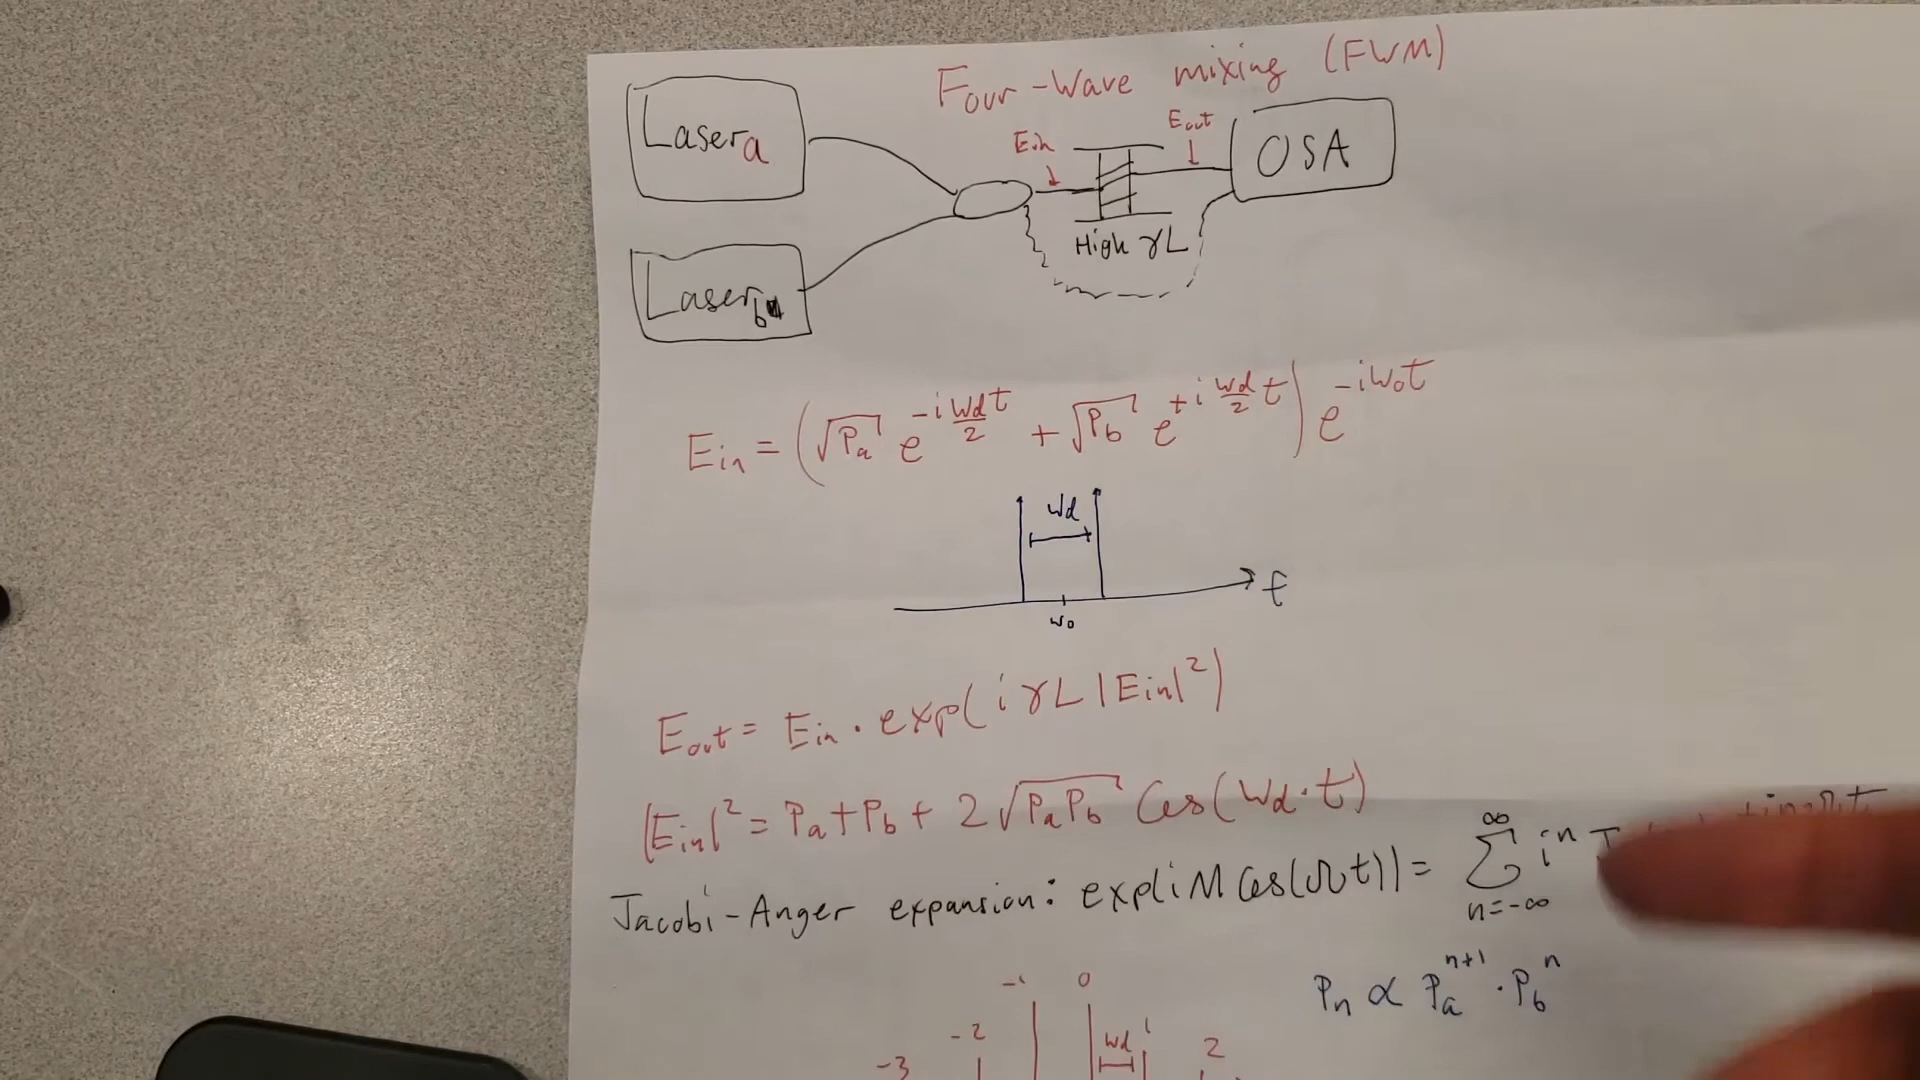 Four-Wave mixing (FWM)
Laser a
Ein
Eout
OSA
High γL
Laser b
Ein = (√Pa e^{-i ωd/2 t} + √Pb e^{+i ωd/2 t}) e^{-iω0t}
ωd
ω0
f
Eout = Ein · exp(iγL|Ein|²)
|Ein|² = Pa + Pb + 2√PaPb Cos(ωd·t)
Jacobi-Anger expansion: exp(iM Cos(Ωt)) = ∑_{n=-∞}^{∞} i^n
Pn ∝ Pa^{n+1} · Pb^n
-1 0
-2 ωd 1 2
-3